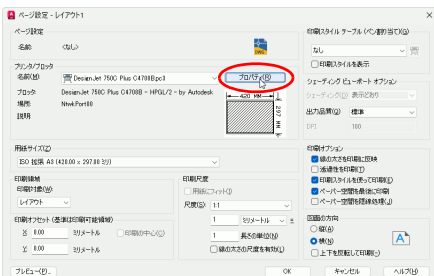 ページ設定 - レイアウト1
ページ設定
名前: <なし>
プリンタ/プロッタ
名前(M): DesignJet 750C Plus C4708B.pc3
プロパティ(R)
プロッタ: DesignJet 750C Plus C4708B - HPGL/2 - by Autodesk
場所: NtwkPort00
説明:
420 MM
297 MM
用紙サイズ(Z)
ISO 拡張 A3 (420.00 x 297.00 ミリ)
印刷領域
印刷対象(W):
レイアウト
印刷オフセット (基準は印刷可能領域)
X: 0.00 ミリメートル
印刷の中心(C)
Y: 0.00 ミリメートル
印刷尺度
用紙にフィット(I)
尺度(S): 1:1
1 ミリメートル =
1 長さの単位(N)
線の太さの尺度を有効(L)
印刷スタイル テーブル (ペン割り当て)(G)
なし
印刷スタイルを表示
シェーディング ビューポート オプション
シェーディング(D) 表示どおり
出力品質(Q) 標準
DPI 100
印刷オプション
線の太さを印刷に反映
透過性を印刷(T)
印刷スタイルを使って印刷(E)
ペーパー空間を最後に印刷
ペーパー空間を隠線処理(J)
図面の方向
縦(A)
横(N)
上下を反転して印刷(-)
A
プレビュー(P)...
OK
キャンセル
ヘルプ(H)